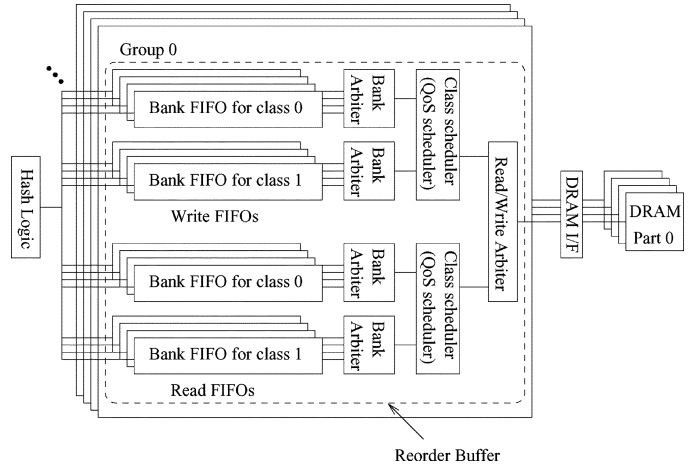 Group 0
Bank FIFO for class 0
Bank
Arbiter
Class scheduler
(QoS scheduler)
Bank FIFO for class 1
Bank
Arbiter
Write FIFOs
Hash Logic
Read/Write Arbiter
DRAM I/F
DRAM
Part 0
Bank FIFO for class 0
Bank
Arbiter
Class scheduler
(QoS scheduler)
Bank FIFO for class 1
Bank
Arbiter
Read FIFOs
Reorder Buffer